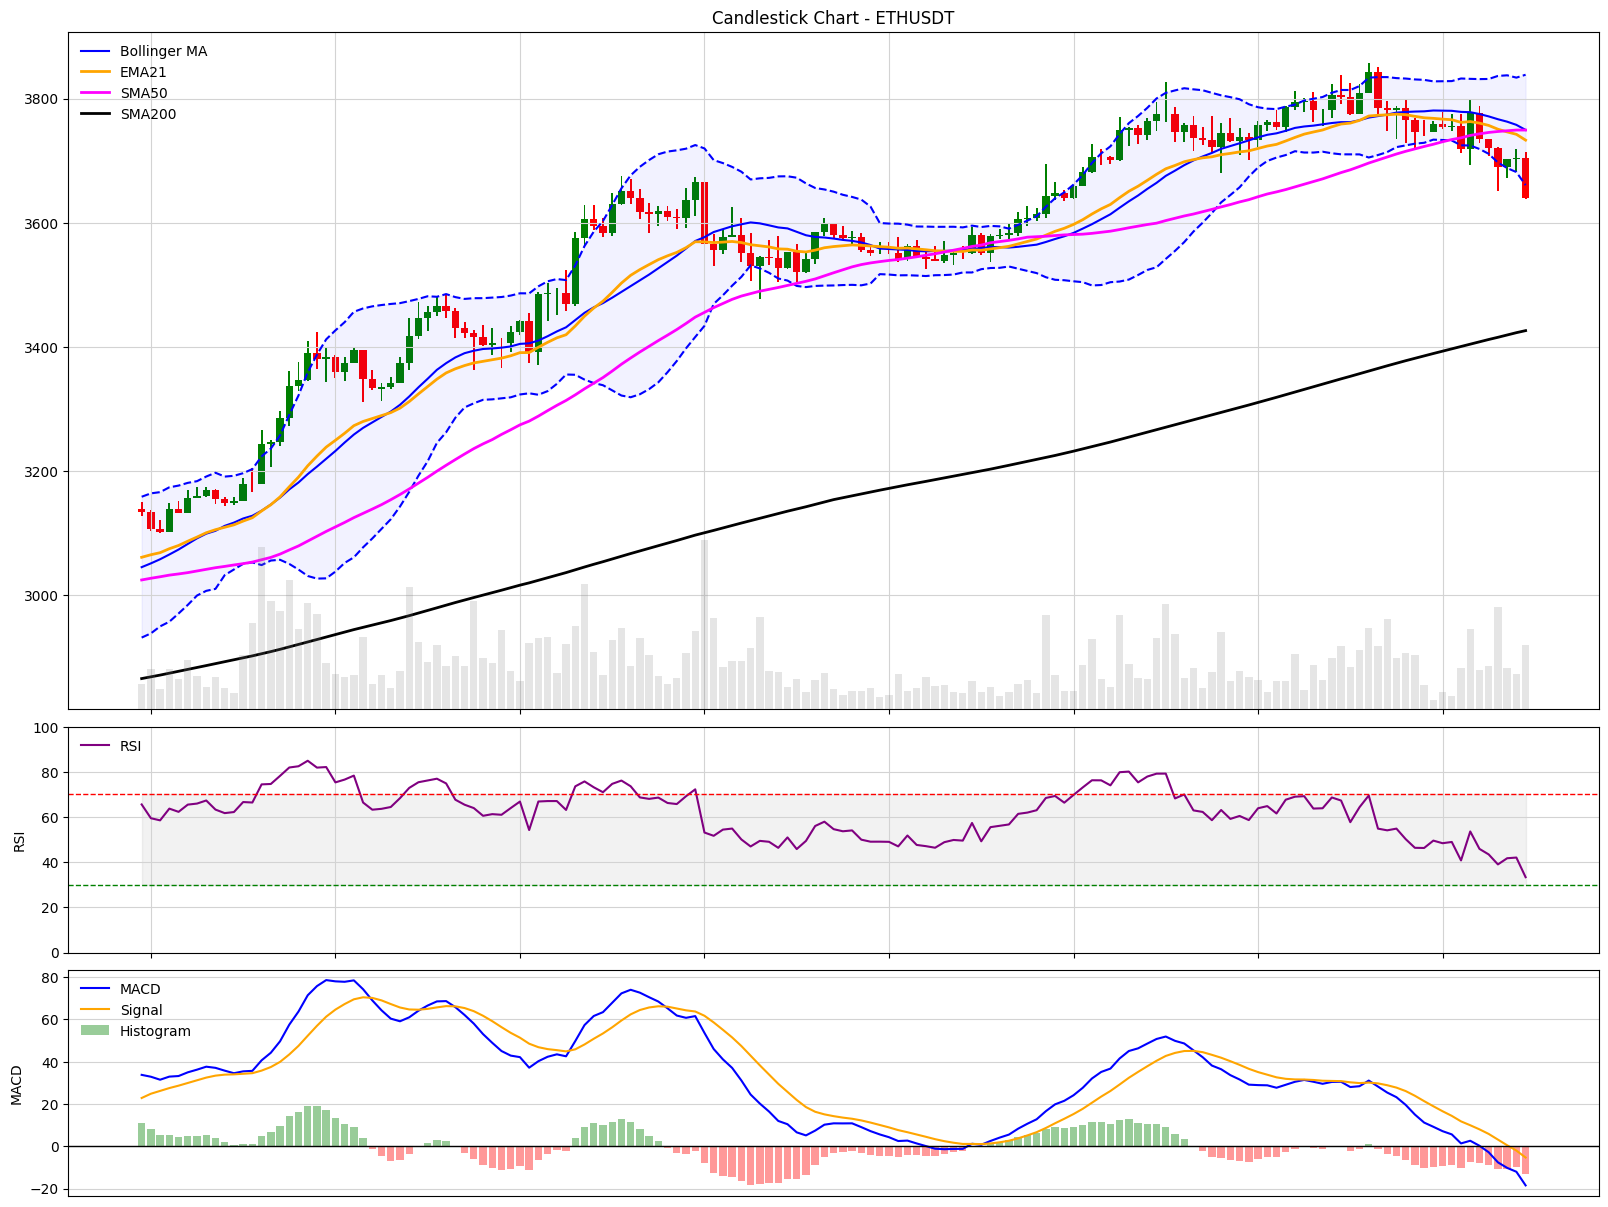 Candlestick Chart - ETHUSDT
Bollinger MA
EMA21
SMA50
SMA200
3800
3600
3400
3200
3000
RSI
100
80
60
40
20
0
RSI
MACD
Signal
Histogram
80
60
40
20
0
−20
MACD